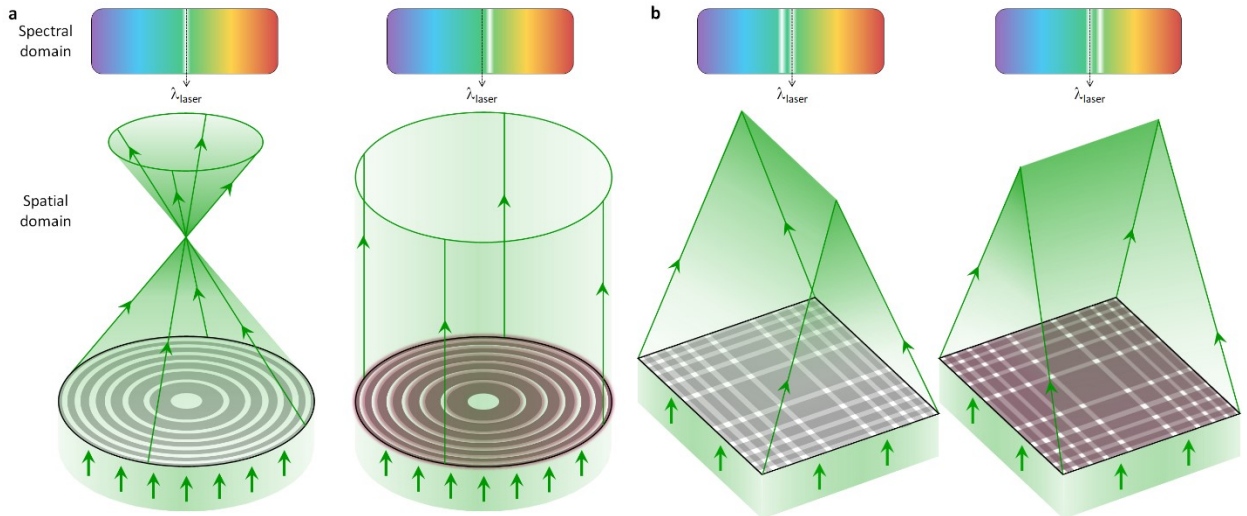 a
b
Spectral
domain
λlaser
λlaser
λlaser
λlaser
Spatial
domain